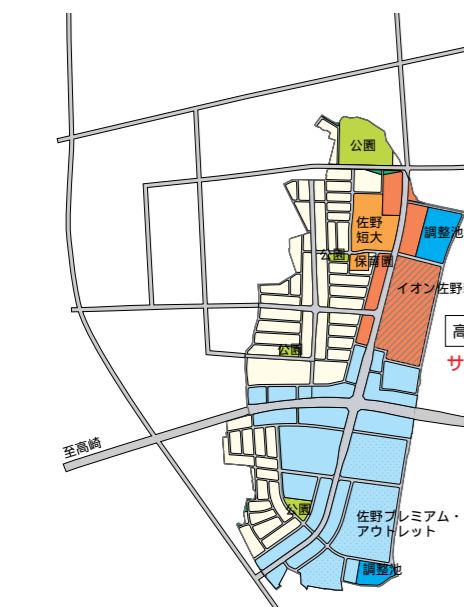 公園
佐野
短大
調整池
公園
保育園
イオン佐野
高
サ
公園
至高崎
公園
佐野プレミアム・
アウトレット
調整池